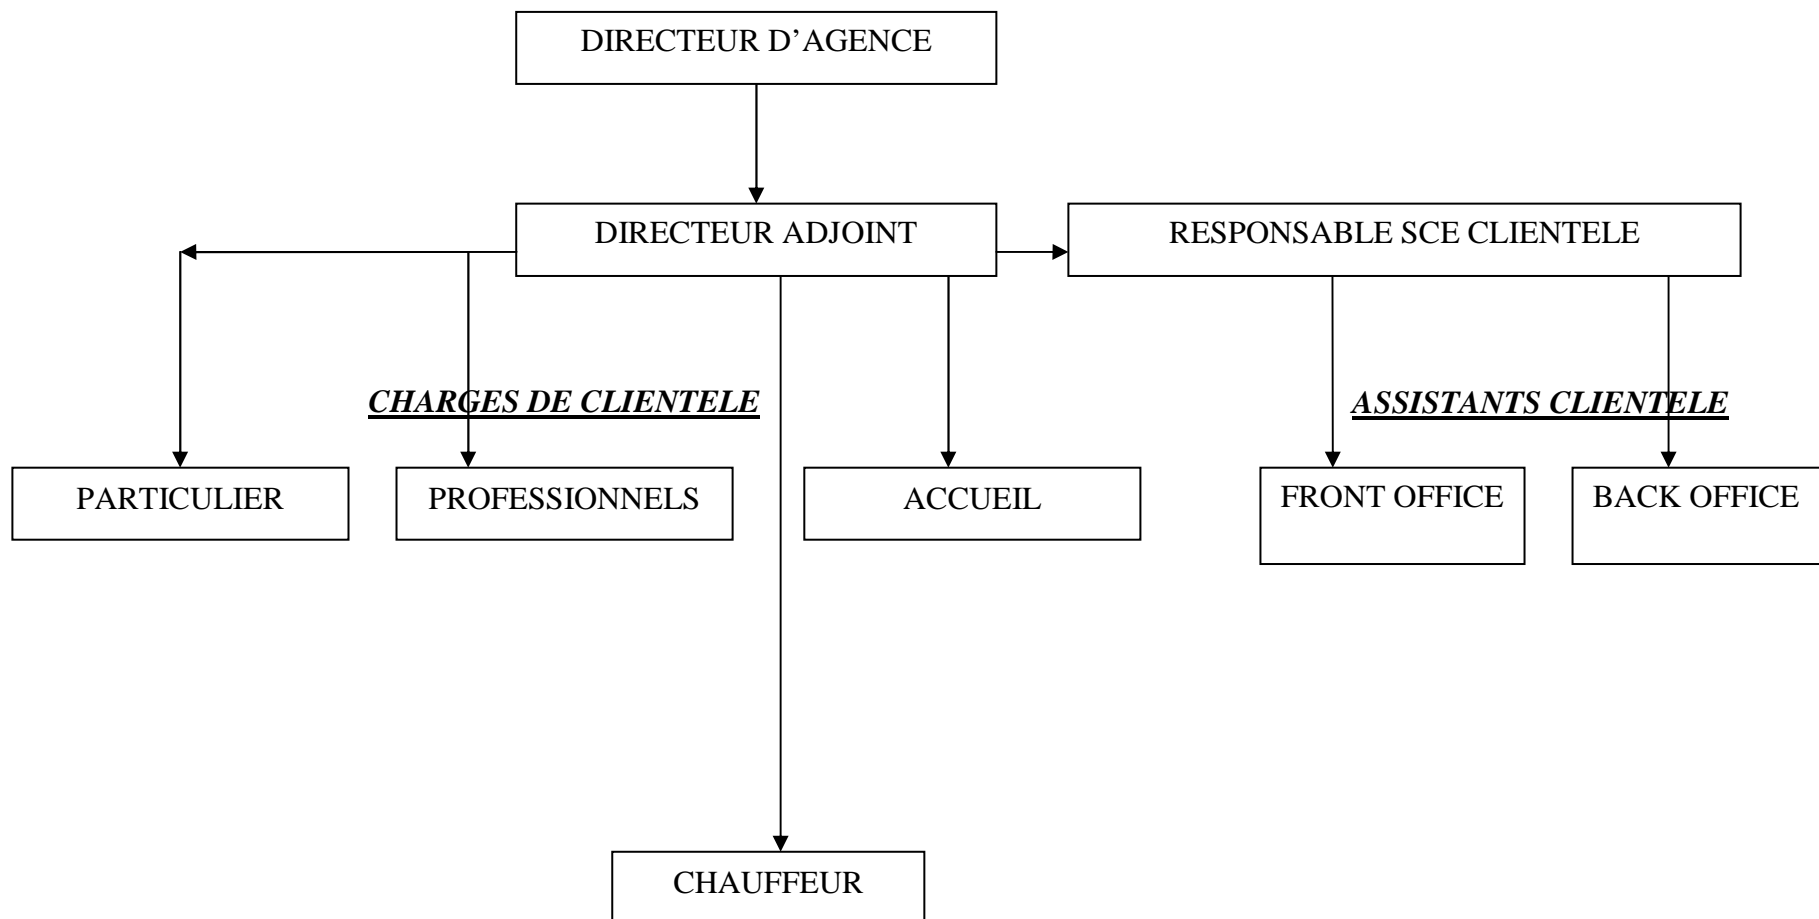 DIRECTEUR D’AGENCE
DIRECTEUR ADJOINT
RESPONSABLE SCE CLIENTELE
CHARGES DE CLIENTELE
ASSISTANTS CLIENTELE
PARTICULIER
PROFESSIONNELS
ACCUEIL
FRONT OFFICE
BACK OFFICE
CHAUFFEUR